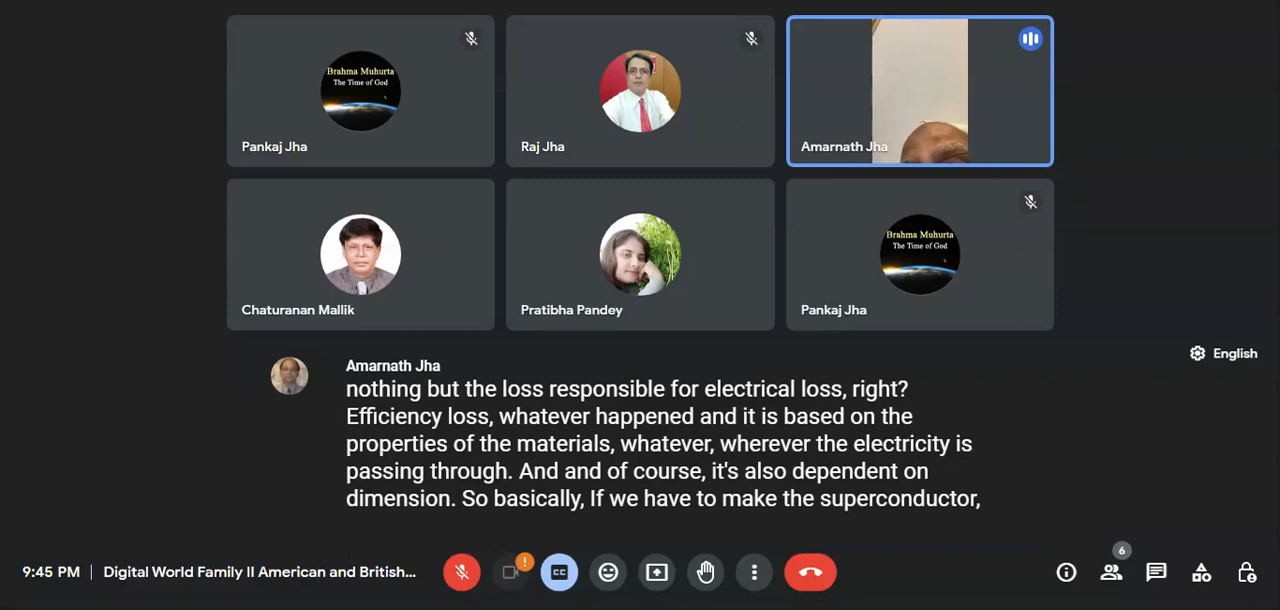 Brahma Muhurta
The Time of God
Pankaj Jha
Raj Jha
Amarnath Jha
Chaturanan Mallik
Pratibha Pandey
Brahma Muhurta
The Time of God
Pankaj Jha
English
Amarnath Jha
nothing but the loss responsible for electrical loss, right?
Efficiency loss, whatever happened and it is based on the
properties of the materials, whatever, wherever the electricity is
passing through. And and of course, it's also dependent on
dimension. So basically, If we have to make the superconductor,
6
9:45 PM | Digital World Family II American and British...
CC